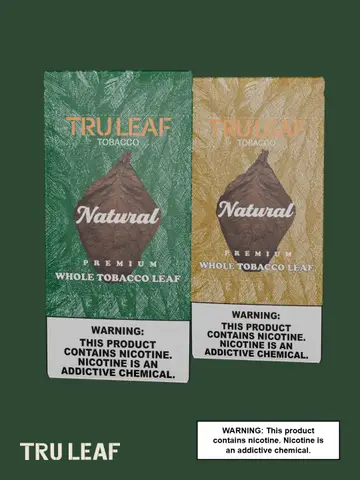 TRU LEAF
TOBACCO
Natural
PREMIUM
WHOLE TOBACCO LEAF
WARNING:
THIS PRODUCT
CONTAINS NICOTINE.
NICOTINE IS AN
ADDICTIVE CHEMICAL.
TRU LEAF
TOBACCO
Natural
PREMIUM
WHOLE TOBACCO LEAF
WARNING:
THIS PRODUCT
CONTAINS NICOTINE.
NICOTINE IS AN
ADDICTIVE CHEMICAL.
TRU LEAF
WARNING: This product
contains nicotine. Nicotine is
an addictive chemical.